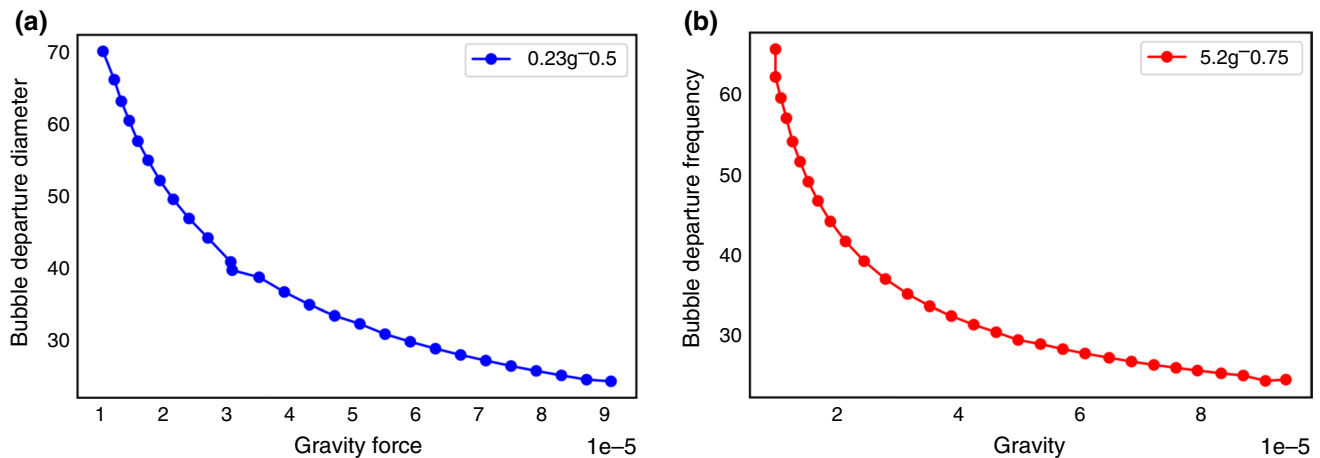 (a)
Bubble departure diameter
70
60
50
40
30
0.23g‾0.5
1 2 3 4 5 6 7 8 9
Gravity force
1e–5
(b)
Bubble departure frequency
60
50
40
30
5.2g‾0.75
2 4 6 8
Gravity
1e–5